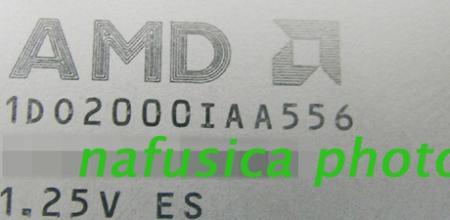 AMD
1D02000IAA556
nafusica photo
1.25V ES